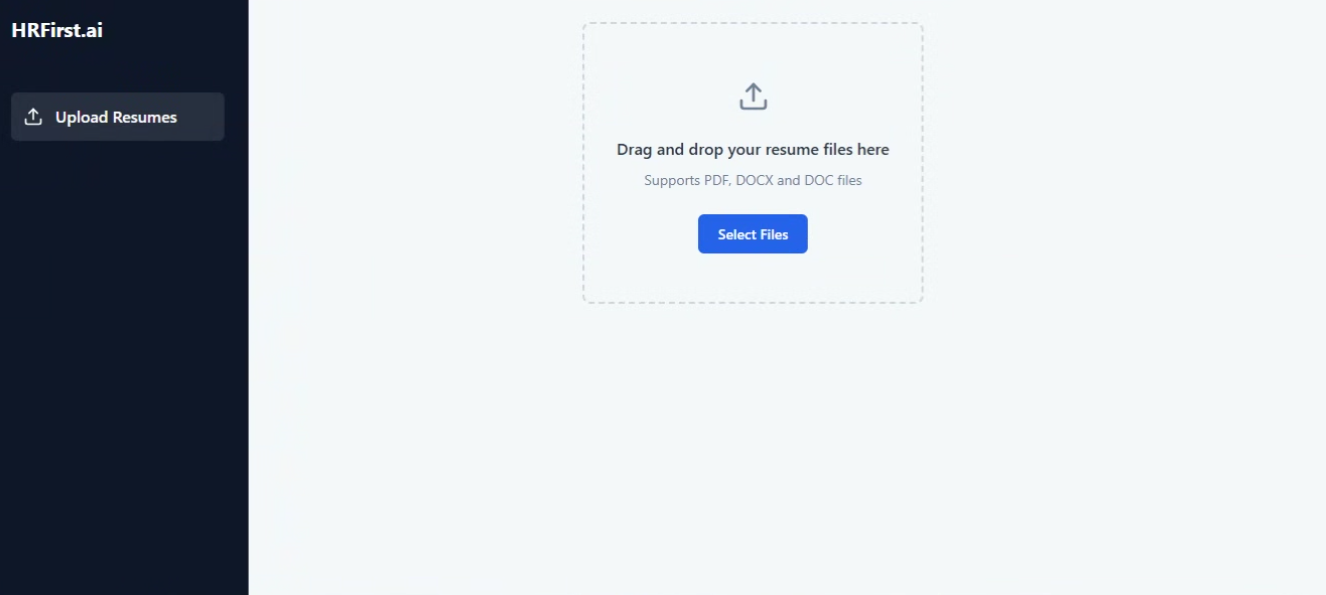 HRFirst.ai
Upload Resumes
Drag and drop your resume files here
Supports PDF, DOCX and DOC files
Select Files